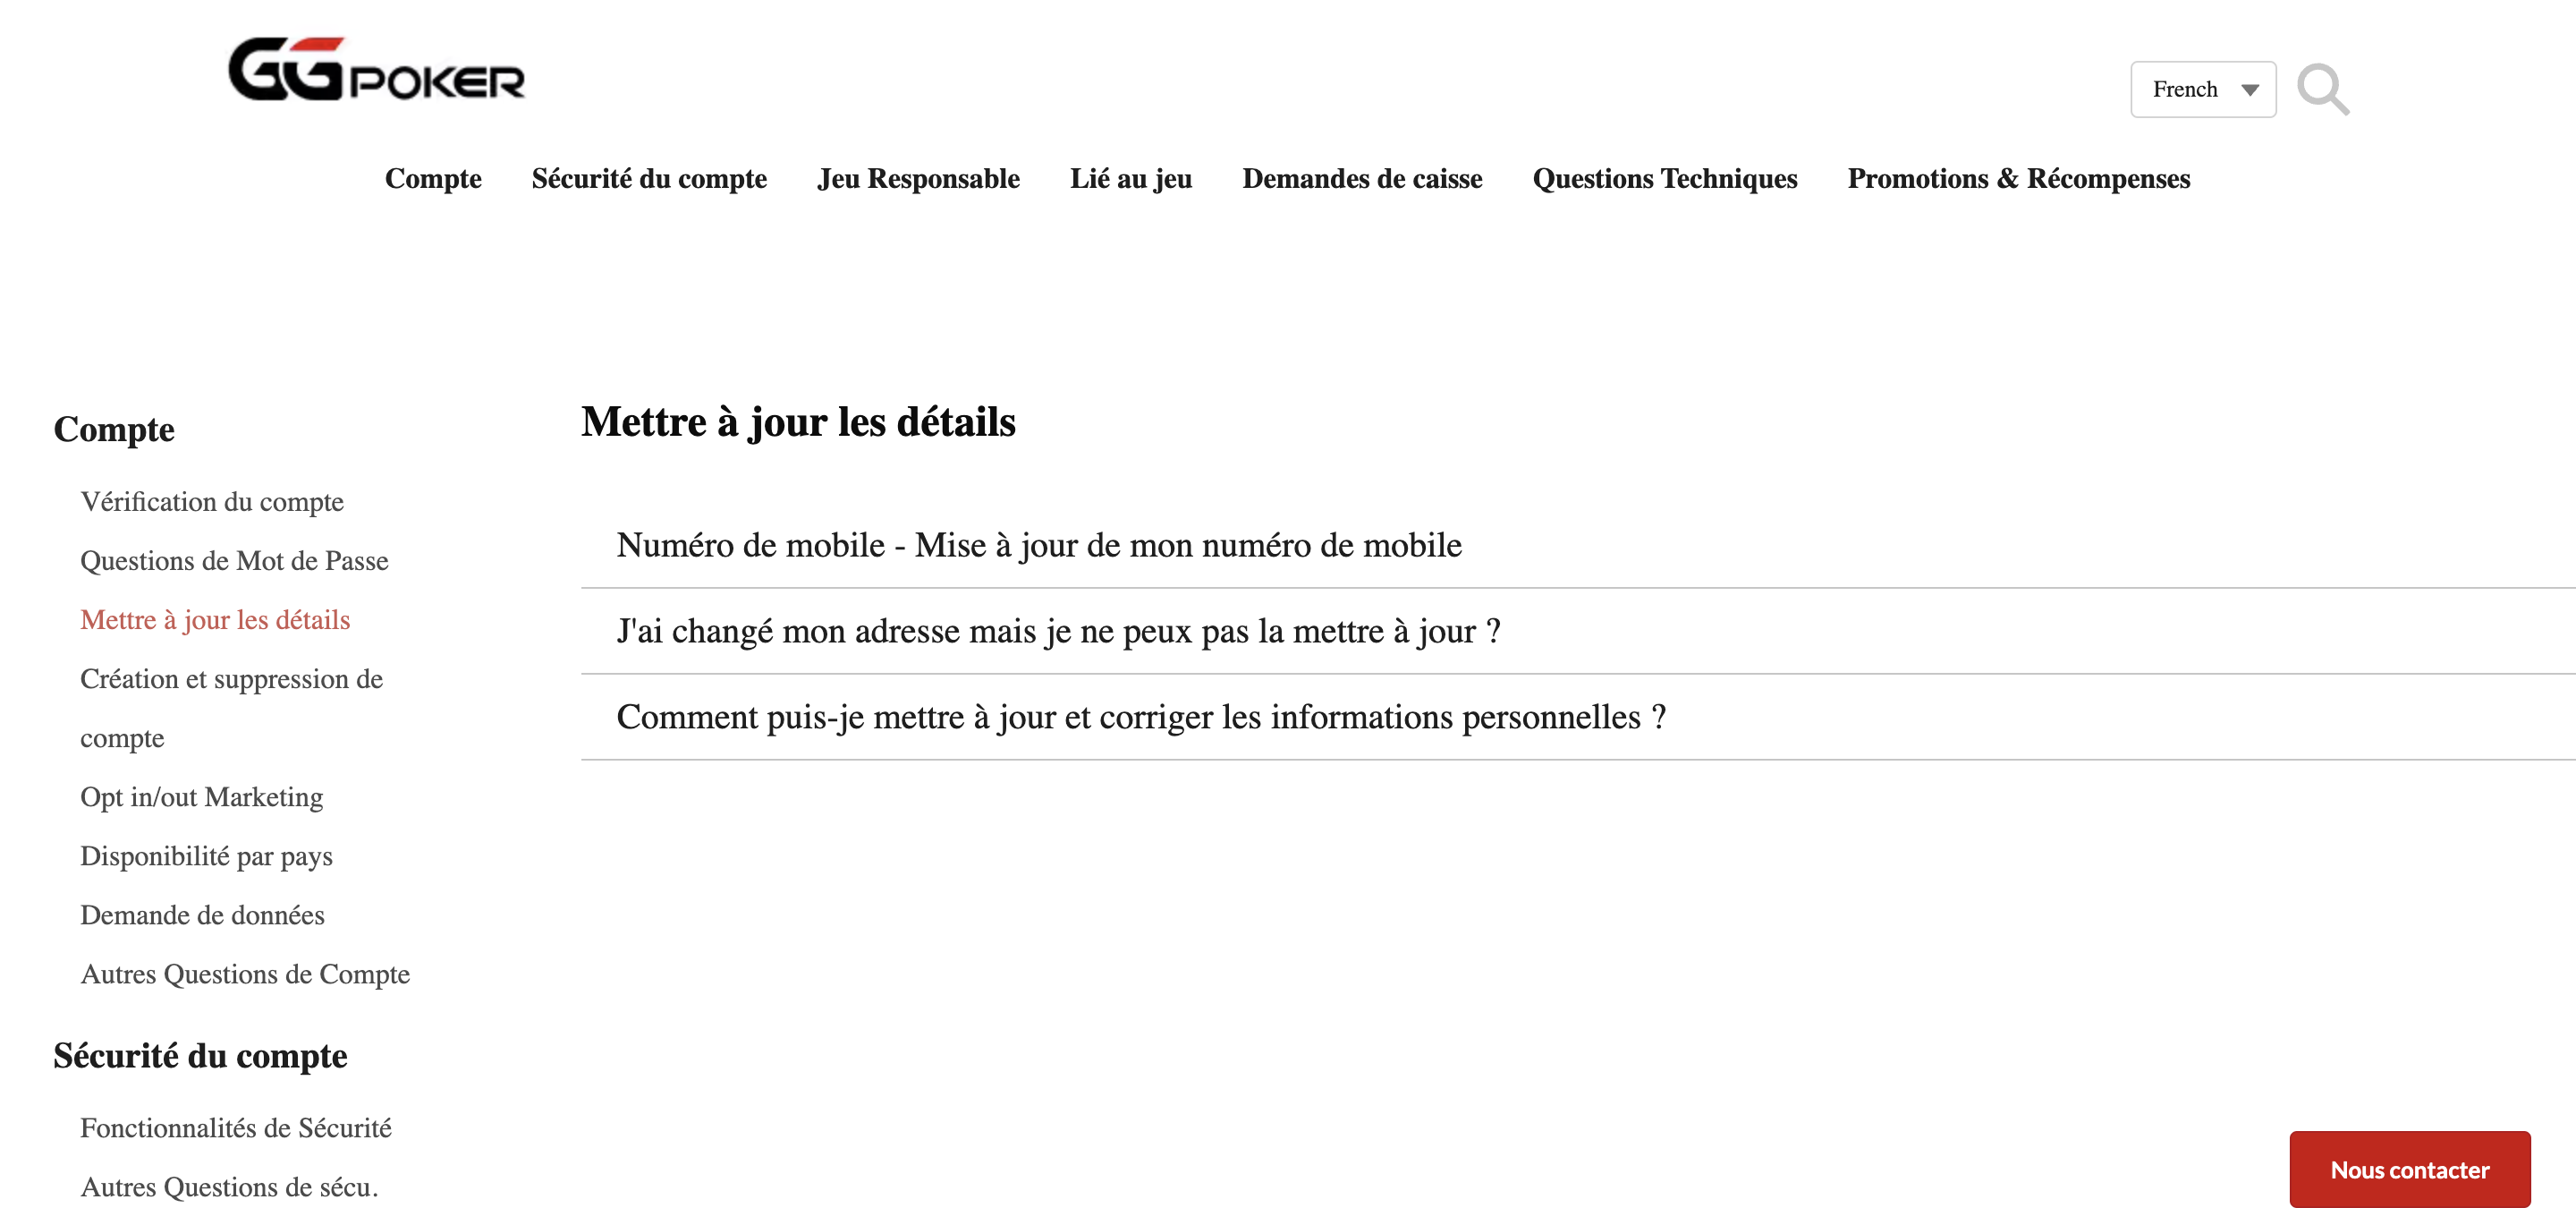 GGPOKER
French
Compte Sécurité du compte Jeu Responsable Lié au jeu Demandes de caisse Questions Techniques Promotions & Récompenses
Compte
Vérification du compte
Questions de Mot de Passe
Mettre à jour les détails
Création et suppression de
compte
Opt in/out Marketing
Disponibilité par pays
Demande de données
Autres Questions de Compte
Sécurité du compte
Fonctionnalités de Sécurité
Autres Questions de sécu.
Mettre à jour les détails
Numéro de mobile - Mise à jour de mon numéro de mobile
J'ai changé mon adresse mais je ne peux pas la mettre à jour ?
Comment puis-je mettre à jour et corriger les informations personnelles ?
Nous contacter